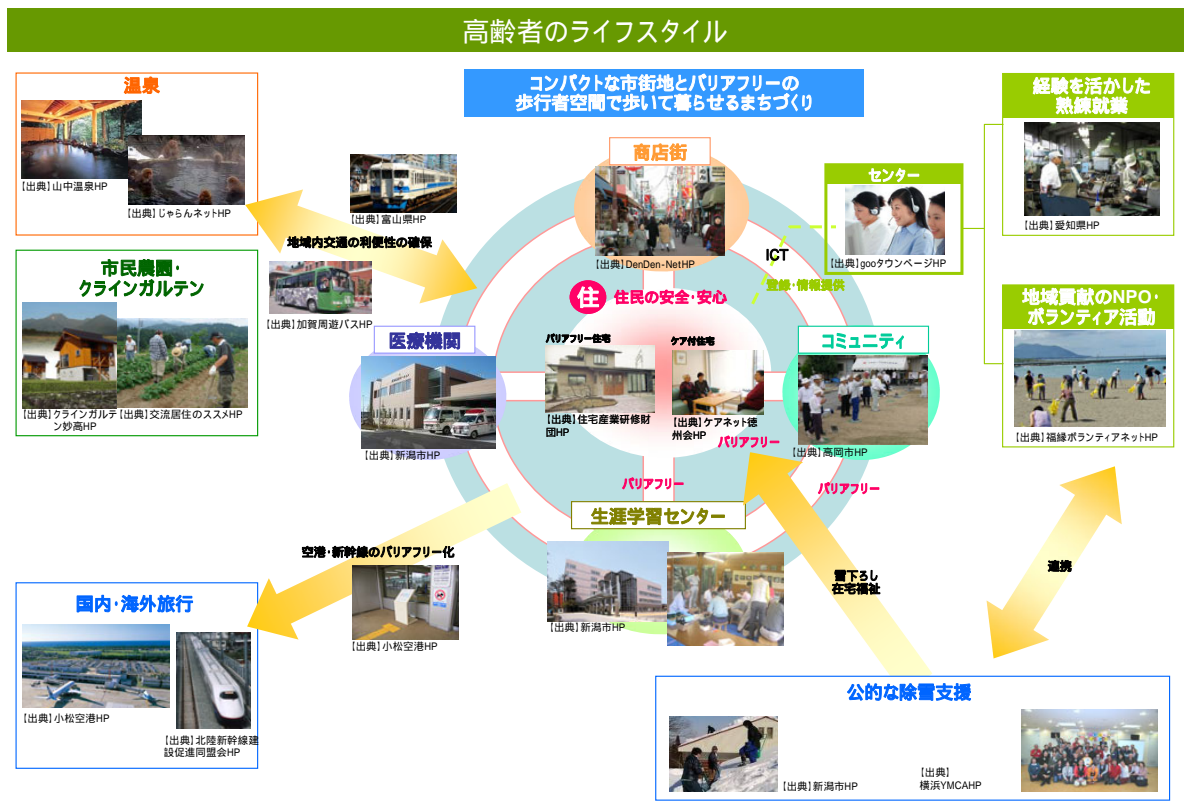 高齢者のライフスタイル
コンパクトな市街地とバリアフリーの
歩行者空間で歩いて暮らせるまちづくり
温泉
【出典】山中温泉HP
【出典】じゃらんネットHP
【出典】富山県HP
地域内交通の利便性の確保
【出典】加賀周遊バスHP
市民農園・
クラインガルテン
【出典】クラインガルテ
ン妙高HP
【出典】交流居住のススメHP
商店街
【出典】DenDen-NetHP
住
住民の安全・安心
ICT
登録・情報提供
センター
【出典】gooタウンページHP
経験を活かした
熟練就業
【出典】愛知県HP
地域貢献のNPO・
ボランティア活動
【出典】福縁ボランティアネットHP
医療機関
【出典】新潟市HP
バリアフリー住宅
【出典】住宅産業研修財
団HP
ケア付住宅
【出典】ケアネット徳
州会HP
バリアフリー
コミュニティ
【出典】高岡市HP
バリアフリー
バリアフリー
生涯学習センター
【出典】新潟市HP
空港・新幹線のバリアフリー化
【出典】小松空港HP
国内・海外旅行
【出典】小松空港HP
【出典】北陸新幹線建
設促進同盟会HP
雪下ろし
在宅福祉
連携
公的な除雪支援
【出典】新潟市HP
【出典】
横浜YMCAHP